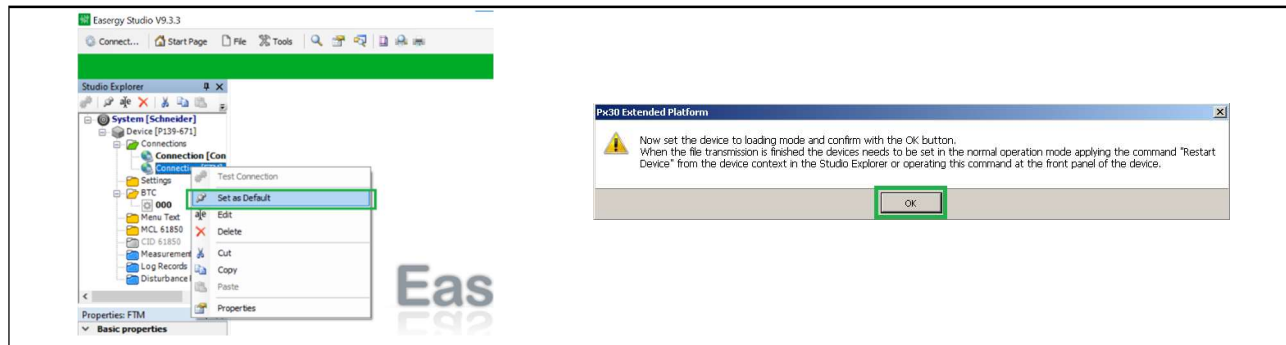 Easergy Studio V9.3.3
Connect... Start Page File Tools
Studio Explorer
System [Schneider]
Device [P139-671]
Connections
Connection [Con
Settings
BTC
000
Menu Text
MCL 61850
CID 61850
Measurement
Log Records
Disturbance
Test Connection
Set as Default
Edit
Delete
Cut
Copy
Paste
Properties
Properties: FTM
Basic properties
Eas
Px30 Extended Platform
Now set the device to loading mode and confirm with the OK button.
When the file transmission is finished the devices needs to be set in the normal operation mode applying the command "Restart
Device" from the device context in the Studio Explorer or operating this command at the front panel of the device.
OK